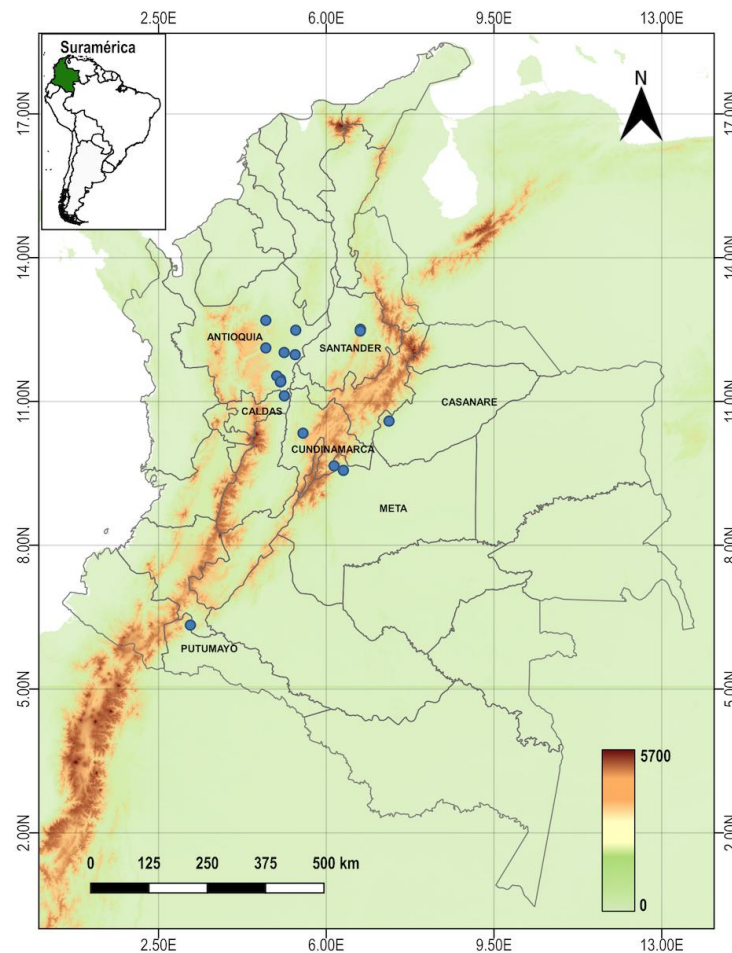 2.50E 6.00E 9.50E 13.00E
Suramérica
N
17.00N 17.00N
14.00N 14.00N
ANTIOQUIA
SANTANDER
11.00N 11.00N
CASANARE
CALDAS
CUNDINAMARCA
META
8.00N 8.00N
PUTUMAYO
5.00N 5.00N
5700
2.00N 2.00N
0 125 250 375 500 km
0
2.50E 6.00E 9.50E 13.00E